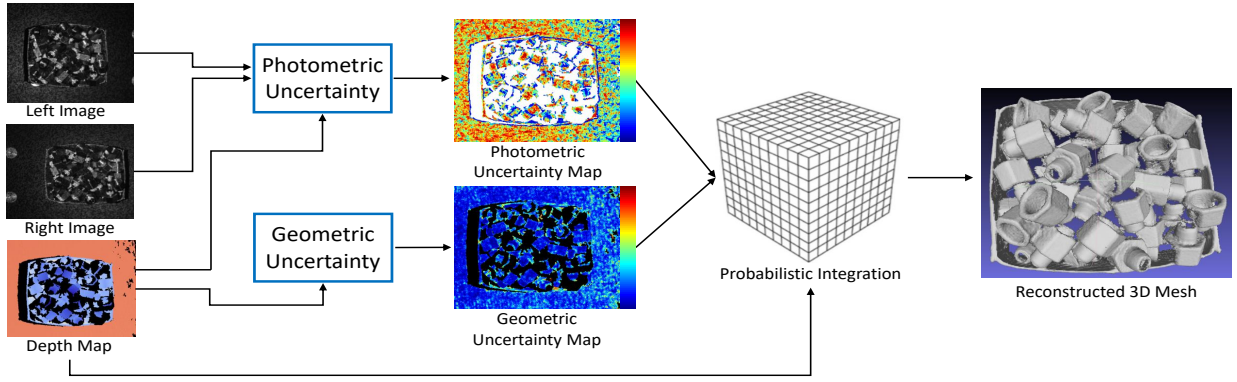 Left Image
Right Image
Depth Map
Photometric
Uncertainty
Geometric
Uncertainty
Photometric
Uncertainty Map
Geometric
Uncertainty Map
Probabilistic Integration
Reconstructed 3D Mesh